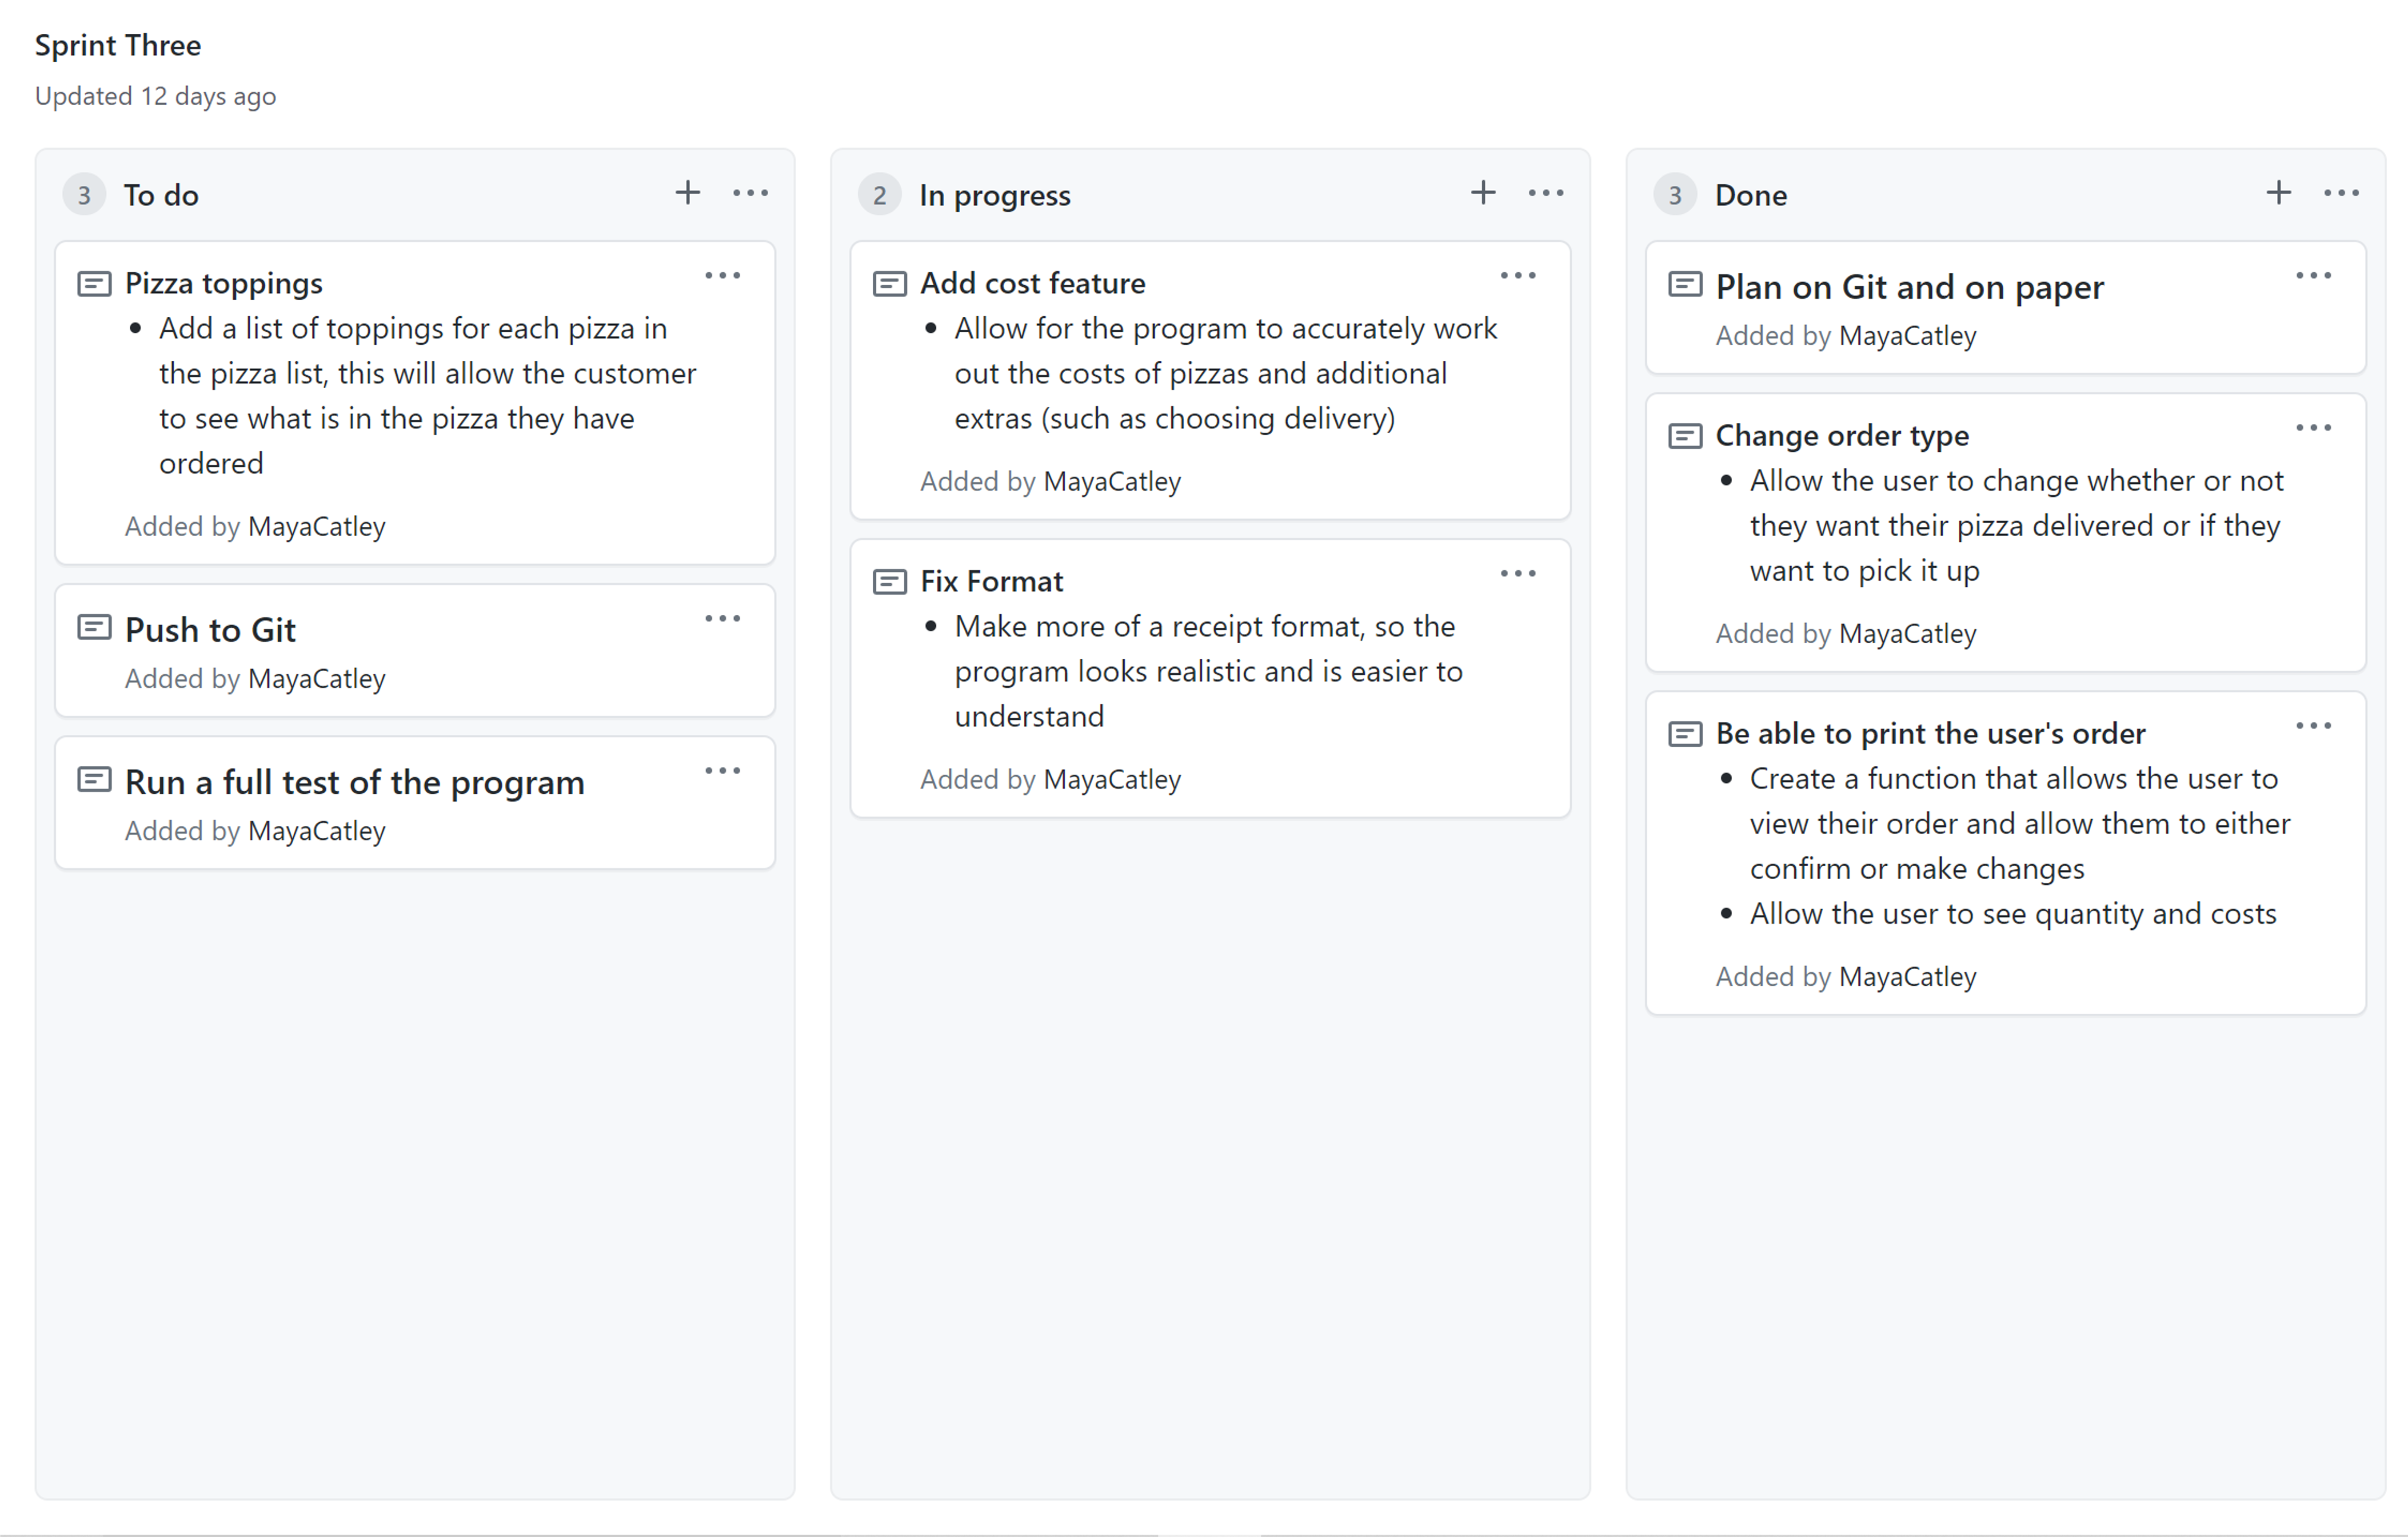 Sprint Three
Updated 12 days ago
3 To do
Pizza toppings
• Add a list of toppings for each pizza in
the pizza list, this will allow the customer
to see what is in the pizza they have
ordered
Added by MayaCatley
Push to Git
Added by MayaCatley
Run a full test of the program
Added by MayaCatley
2 In progress
Add cost feature
• Allow for the program to accurately work
out the costs of pizzas and additional
extras (such as choosing delivery)
Added by MayaCatley
Fix Format
• Make more of a receipt format, so the
program looks realistic and is easier to
understand
Added by MayaCatley
3 Done
Plan on Git and on paper
Added by MayaCatley
Change order type
• Allow the user to change whether or not
they want their pizza delivered or if they
want to pick it up
Added by MayaCatley
Be able to print the user's order
• Create a function that allows the user to
view their order and allow them to either
confirm or make changes
• Allow the user to see quantity and costs
Added by MayaCatley